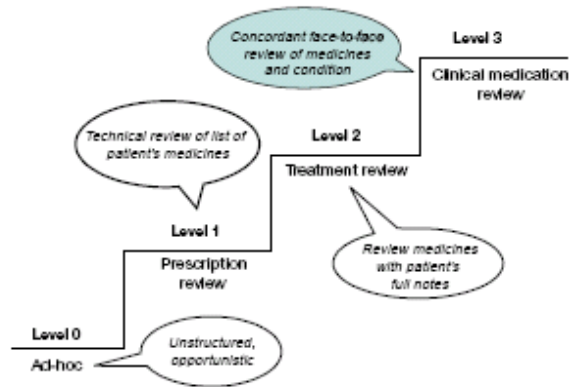 Concordant face-to-face
review of medicines
and condition
Level 3
Clinical medication
review
Technical review of list of
patient's medicines
Level 2
Treatment review
Level 1
Prescription
review
Review medicines
with patient's
full notes
Level 0
Ad-hoc
Unstructured,
opportunistic